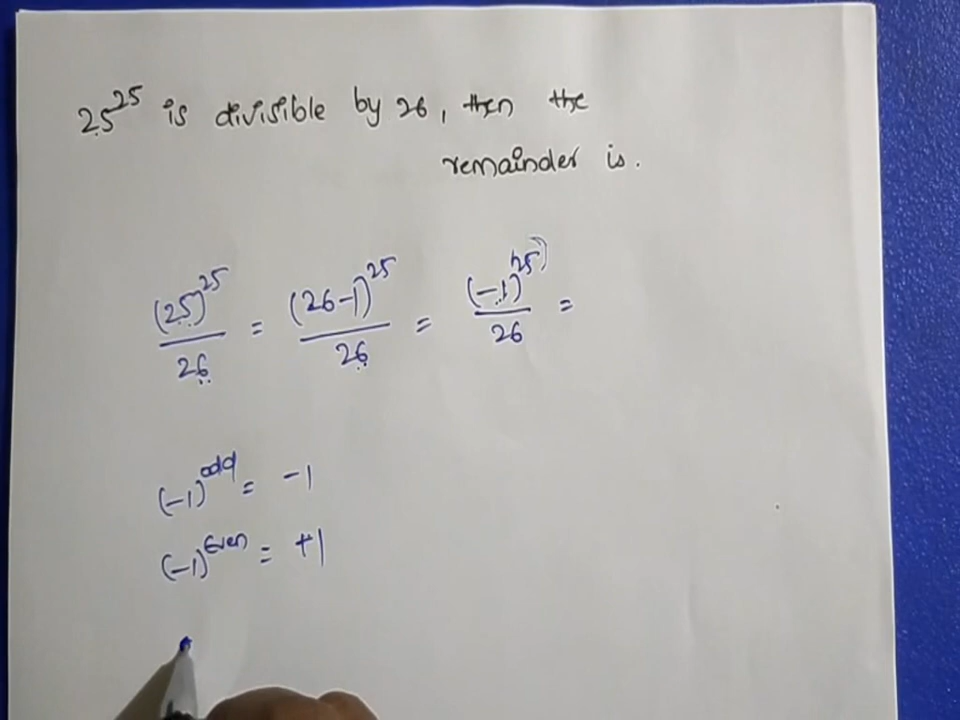 25^25 is divisible by 26, then the
remainder is.
(25)^25/26 = (26-1)^25/26 = (-1)^25/26 =
(-1)^odd = -1
(-1)^Even = +1